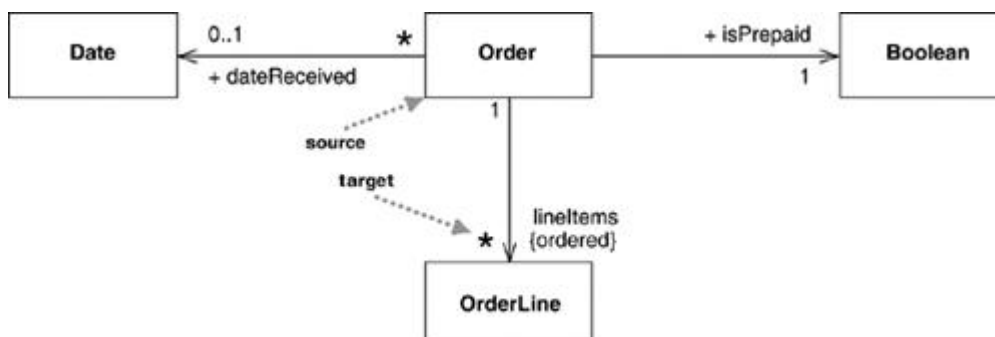 0..1
*
+ isPrepaid
Date
Order
Boolean
+ dateReceived
1
1
source
target
lineItems
*
{ordered}
OrderLine